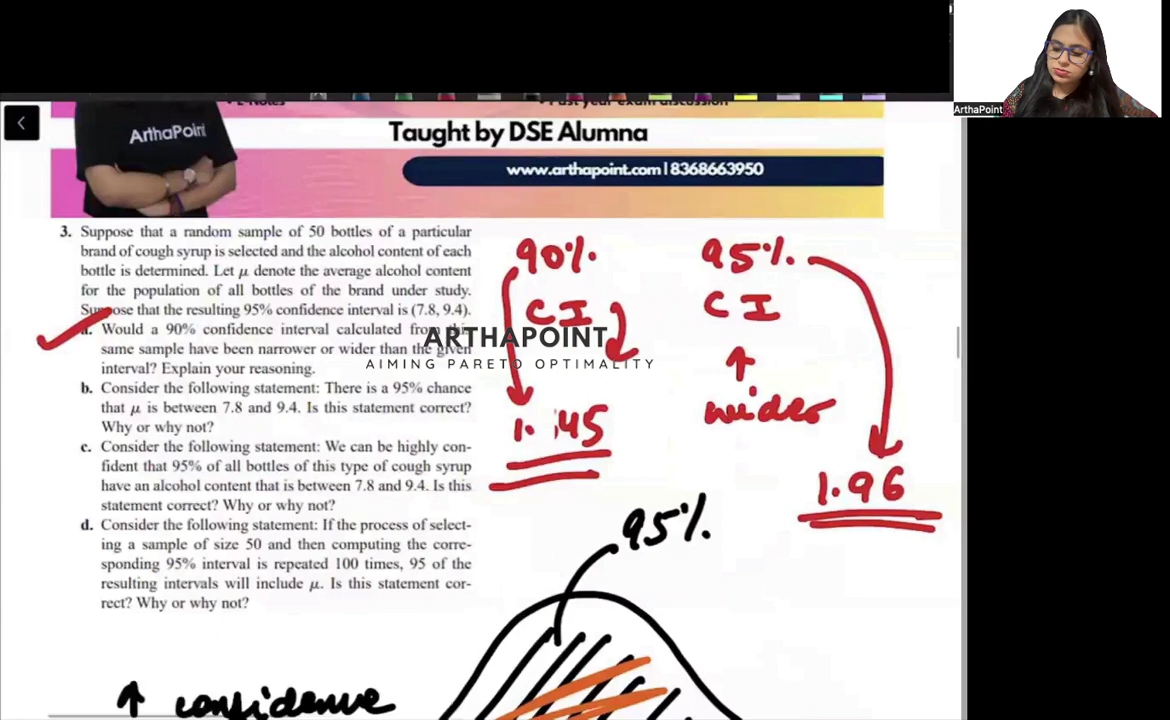 ArthaPoint
Taught by DSE Alumna
www.arthapoint.com | 8368663950
ArthaPoint
3. Suppose that a random sample of 50 bottles of a particular
brand of cough syrup is selected and the alcohol content of each
bottle is determined. Let μ denote the average alcohol content
for the population of all bottles of the brand under study.
Suppose that the resulting 95% confidence interval is (7.8, 9.4).
a. Would a 90% confidence interval calculated from this
same sample have been narrower or wider than the given
interval? Explain your reasoning.
b. Consider the following statement: There is a 95% chance
that μ is between 7.8 and 9.4. Is this statement correct?
Why or why not?
c. Consider the following statement: We can be highly con-
fident that 95% of all bottles of this type of cough syrup
have an alcohol content that is between 7.8 and 9.4. Is this
statement correct? Why or why not?
d. Consider the following statement: If the process of select-
ing a sample of size 50 and then computing the corre-
sponding 95% interval is repeated 100 times, 95 of the
resulting intervals will include μ. Is this statement cor-
rect? Why or why not?
ARTHAPOINT
AIMING PARETO OPTIMALITY
90%
CI ↓
95%
CI
↑
wider
1.96
95%
↑ confidence